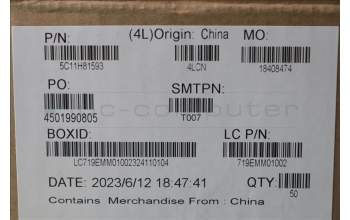 P/N: (4L)Origin: China MO:
5C11H81593 4LCN 18408474
PO: SMTPN:
4501990805 T007
BOXID: LC P/N:
LC719EMM01002324110104 719EMM01002
DATE: 2023/6/12 18:47:41 QTY:
50
Contains Merchandise From : China